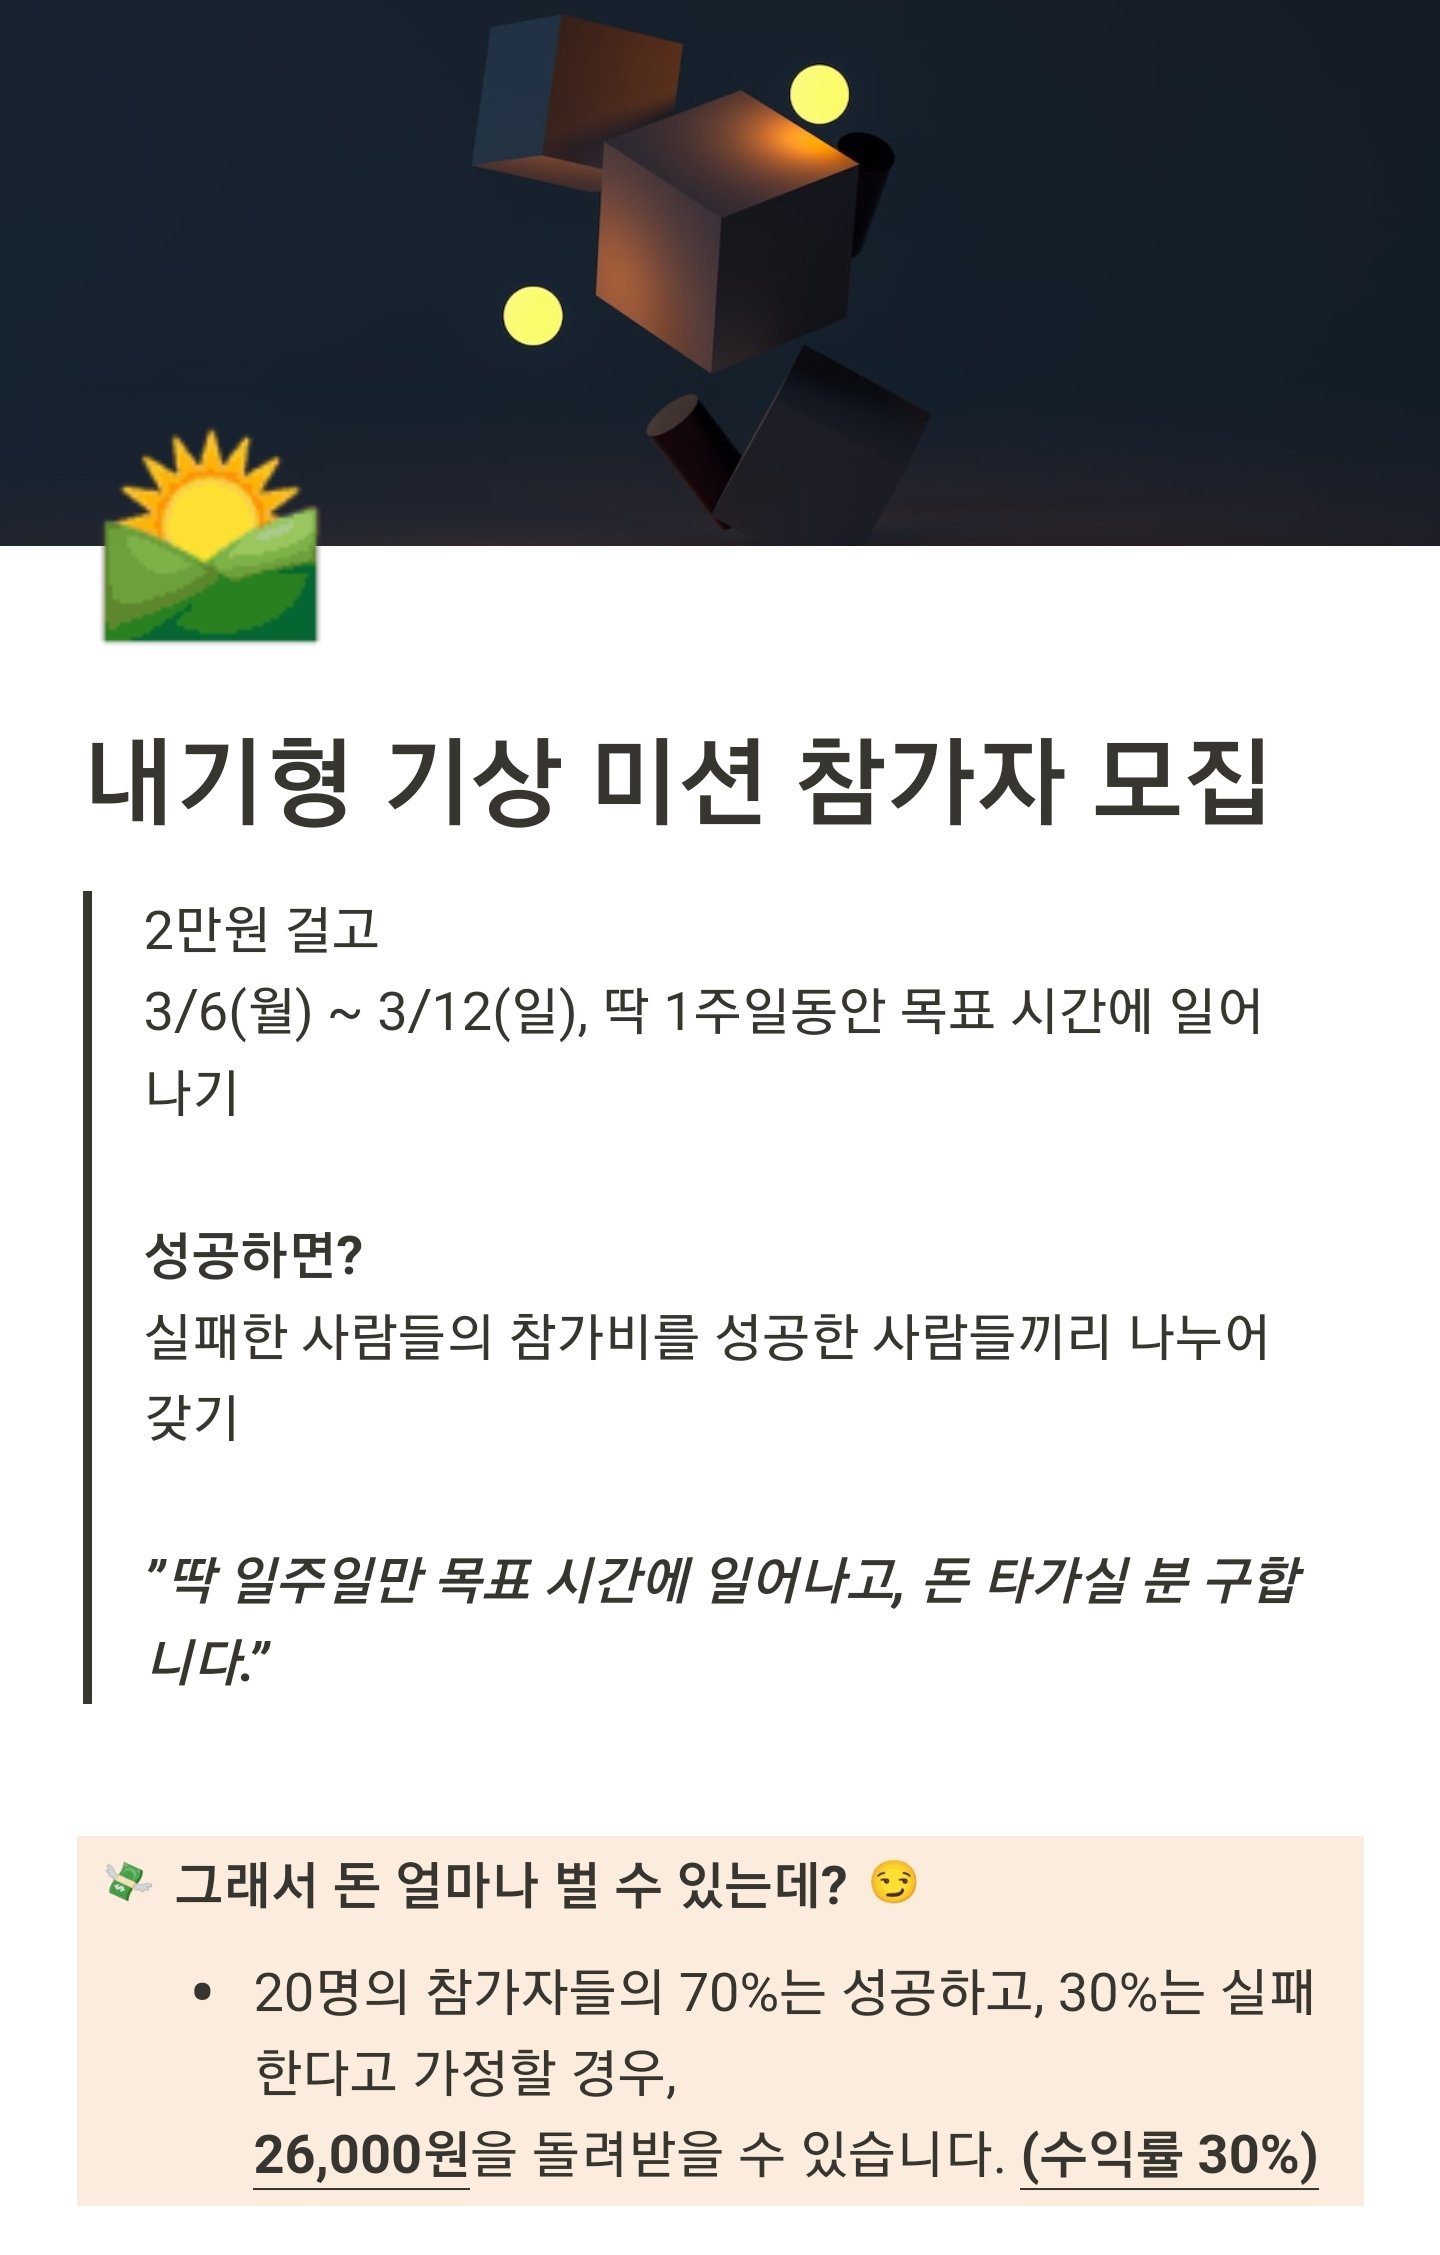 내기형 기상 미션 참가자 모집
2만원 걸고
3/6(월) ~ 3/12(일), 딱 1주일동안 목표 시간에 일어
나기
성공하면?
실패한 사람들의 참가비를 성공한 사람들끼리 나누어
갖기
”딱 일주일만 목표 시간에 일어나고, 돈 타가실 분 구합
니다.”
💸 그래서 돈 얼마나 벌 수 있는데? 😏
• 20명의 참가자들의 70%는 성공하고, 30%는 실패
한다고 가정할 경우,
26,000원을 돌려받을 수 있습니다. (수익률 30%)